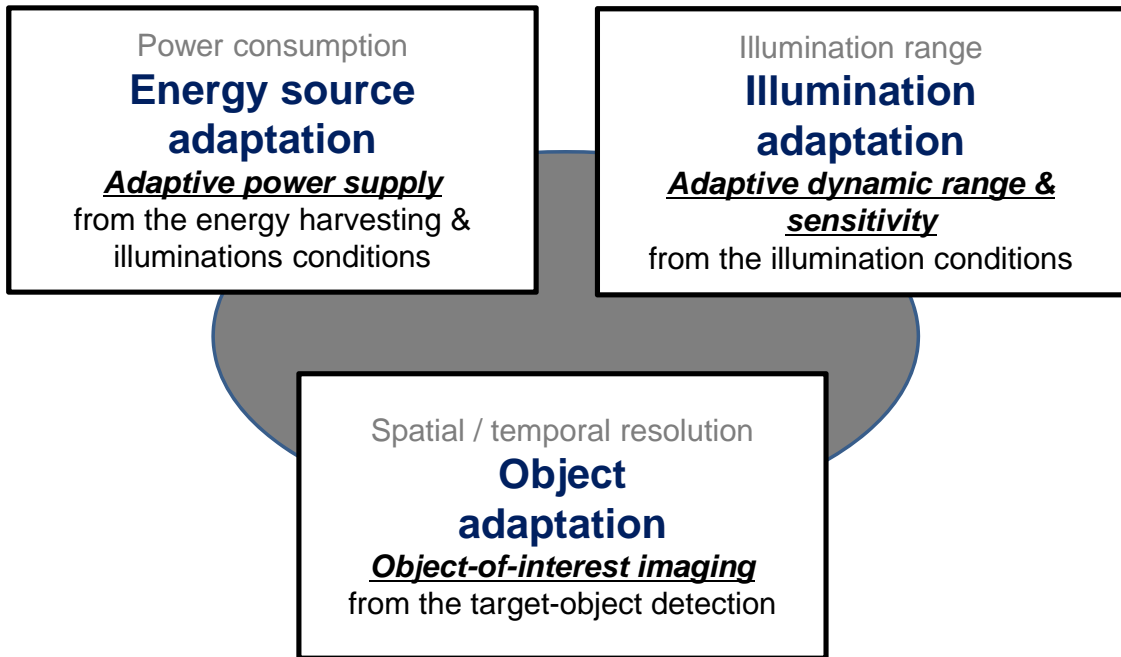 Power consumption
Energy source
adaptation
Adaptive power supply
from the energy harvesting &
illuminations conditions
Illumination range
Illumination
adaptation
Adaptive dynamic range &
sensitivity
from the illumination conditions
Spatial / temporal resolution
Object
adaptation
Object-of-interest imaging
from the target-object detection